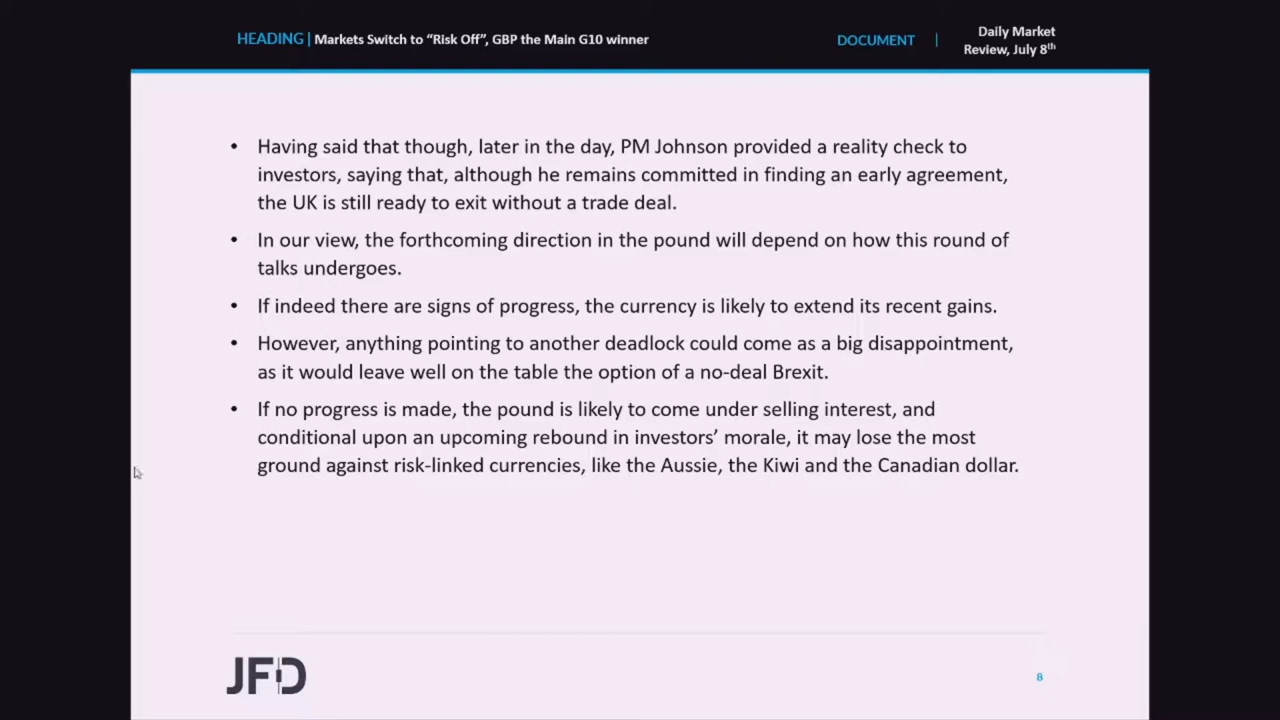 HEADING | Markets Switch to “Risk Off”, GBP the Main G10 winner
DOCUMENT | Daily Market
Review, July 8th
• Having said that though, later in the day, PM Johnson provided a reality check to
investors, saying that, although he remains committed in finding an early agreement,
the UK is still ready to exit without a trade deal.
• In our view, the forthcoming direction in the pound will depend on how this round of
talks undergoes.
• If indeed there are signs of progress, the currency is likely to extend its recent gains.
• However, anything pointing to another deadlock could come as a big disappointment,
as it would leave well on the table the option of a no-deal Brexit.
• If no progress is made, the pound is likely to come under selling interest, and
conditional upon an upcoming rebound in investors’ morale, it may lose the most
ground against risk-linked currencies, like the Aussie, the Kiwi and the Canadian dollar.
JFD
8